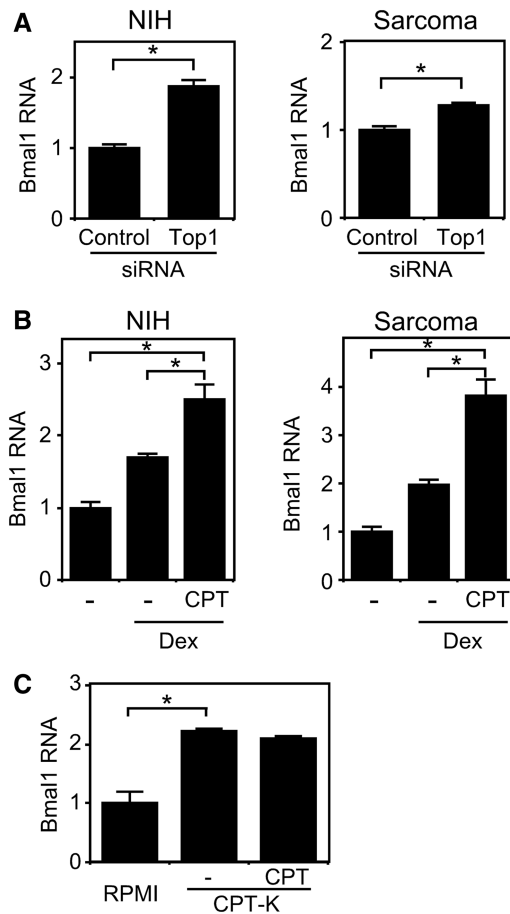 A
NIH
Sarcoma
Bmal1 RNA
2
1
0
*
Control Top1
siRNA
Bmal1 RNA
2
1
0
*
Control Top1
siRNA
B
NIH
Sarcoma
Bmal1 RNA
3
2
1
0
*
*
- - CPT
Dex
Bmal1 RNA
4
3
2
1
0
*
*
- - CPT
Dex
C
Bmal1 RNA
3
2
1
0
*
RPMI - CPT
CPT-K